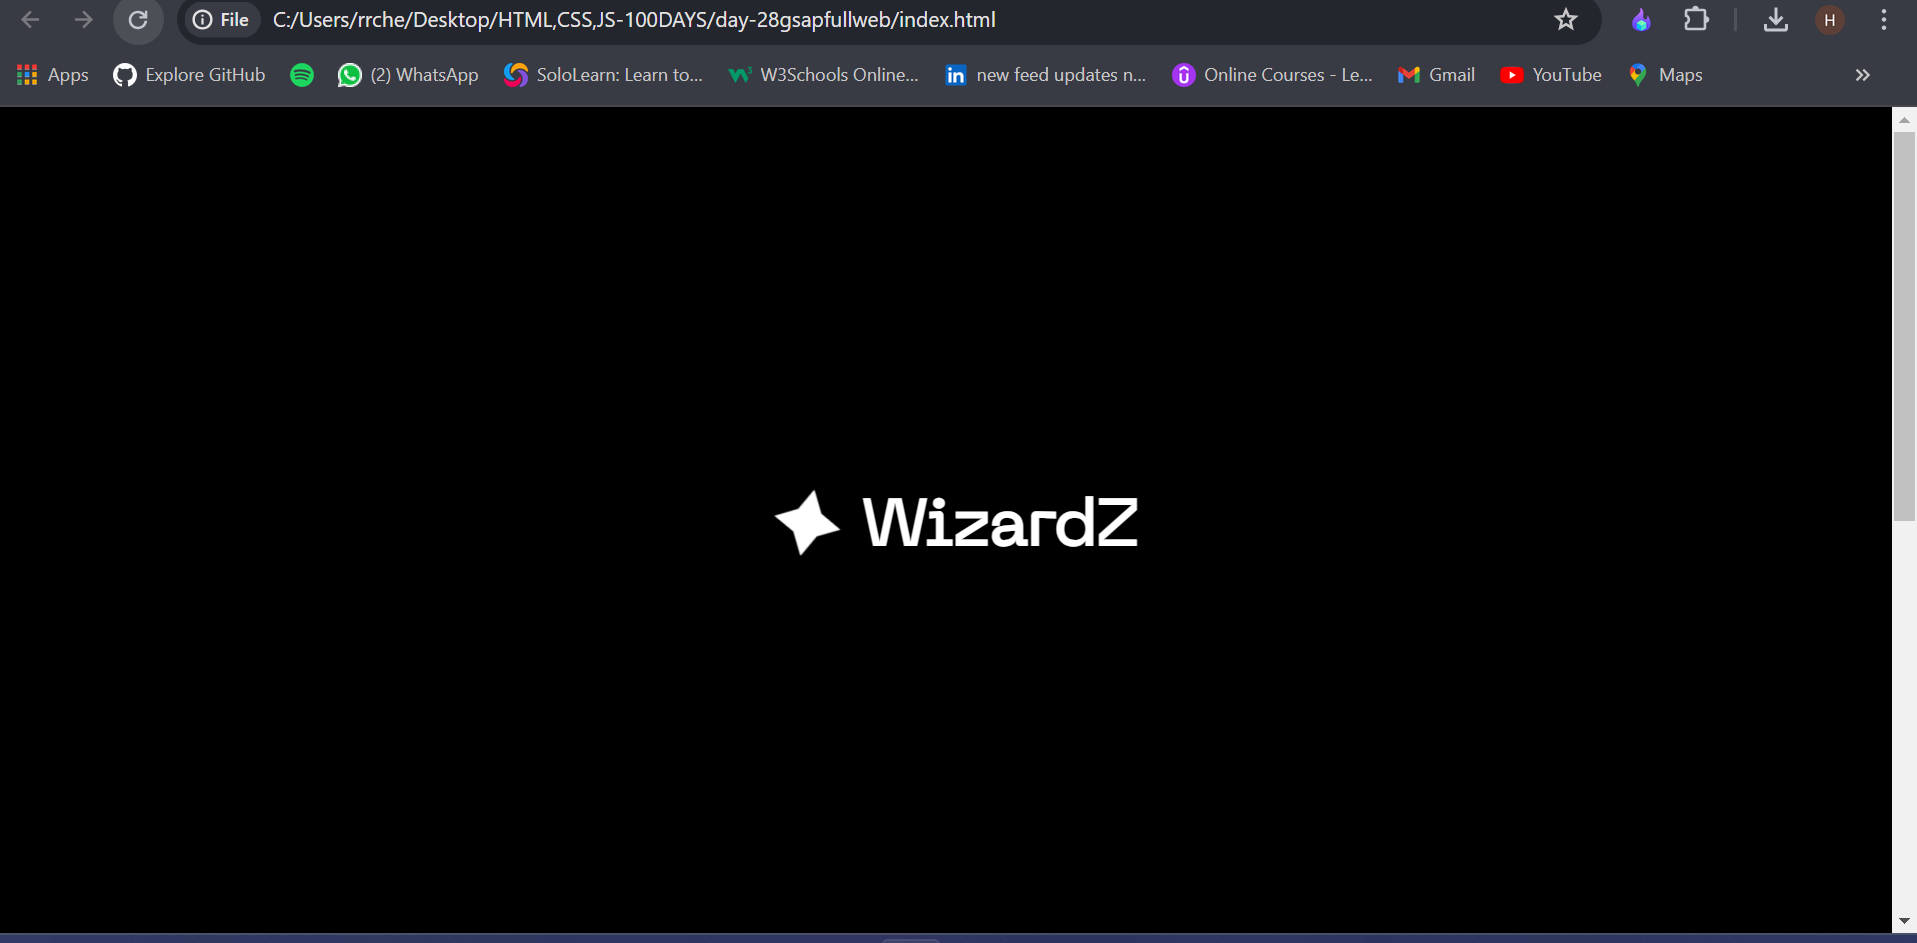 File C:/Users/rrche/Desktop/HTML,CSS,JS-100DAYS/day-28gsapfullweb/index.html H
Apps Explore GitHub (2) WhatsApp SoloLearn: Learn to... W3Schools Online... new feed updates n... Online Courses - Le... Gmail YouTube Maps
WizardZ